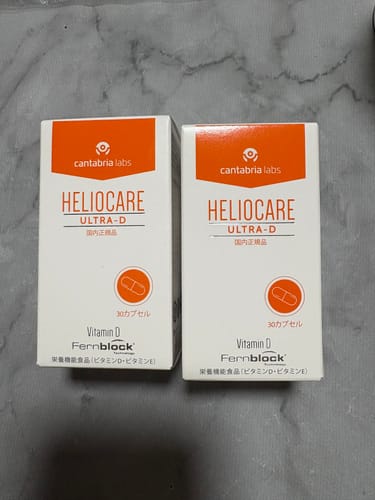 cantabria labs
HELIOCARE
ULTRA-D
国内正規品
30カプセル
Vitamin D
Fernblock
Technology
栄養機能食品(ビタミンD・ビタミンE)
cantabria labs
HELIOCARE
ULTRA-D
国内正規品
30カプセル
Vitamin D
Fernblock
Technology
栄養機能食品(ビタミンD・ビタミンE)